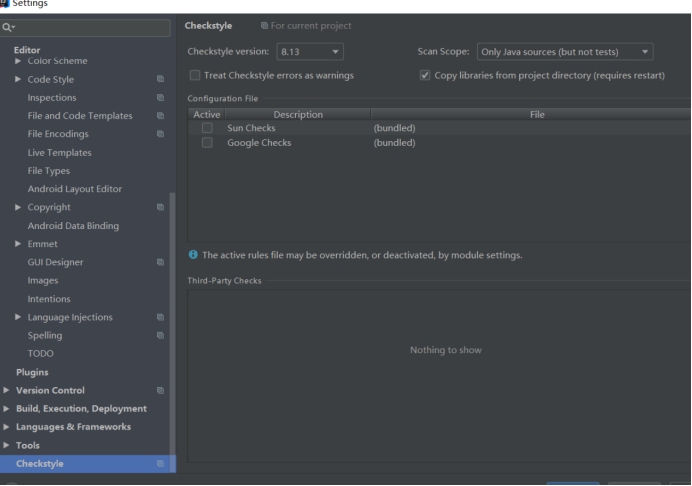 Settings
Editor
Color Scheme
Code Style
Inspections
File and Code Templates
File Encodings
Live Templates
File Types
Android Layout Editor
Copyright
Android Data Binding
Emmet
GUI Designer
Images
Intentions
Language Injections
Spelling
TODO
Plugins
Version Control
Build, Execution, Deployment
Languages & Frameworks
Tools
Checkstyle
Checkstyle For current project
Checkstyle version: 8.13 Scan Scope: Only Java sources (but not tests)
Treat Checkstyle errors as warnings Copy libraries from project directory (requires restart)
Configuration File
Active Description File
Sun Checks (bundled)
Google Checks (bundled)
The active rules file may be overridden, or deactivated, by module settings.
Third-Party Checks
Nothing to show